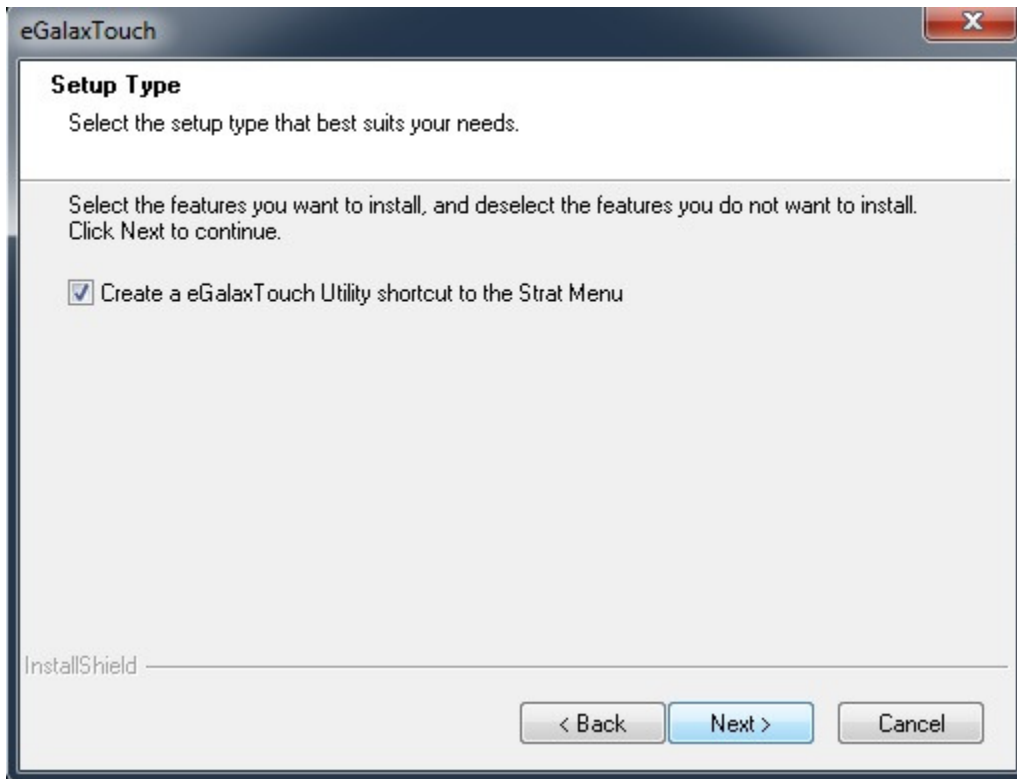 eGalaxTouch
X
Setup Type
Select the setup type that best suits your needs.
Select the features you want to install, and deselect the features you do not want to install.
Click Next to continue.
Create a eGalaxTouch Utility shortcut to the Strat Menu
InstallShield
< Back
Next >
Cancel